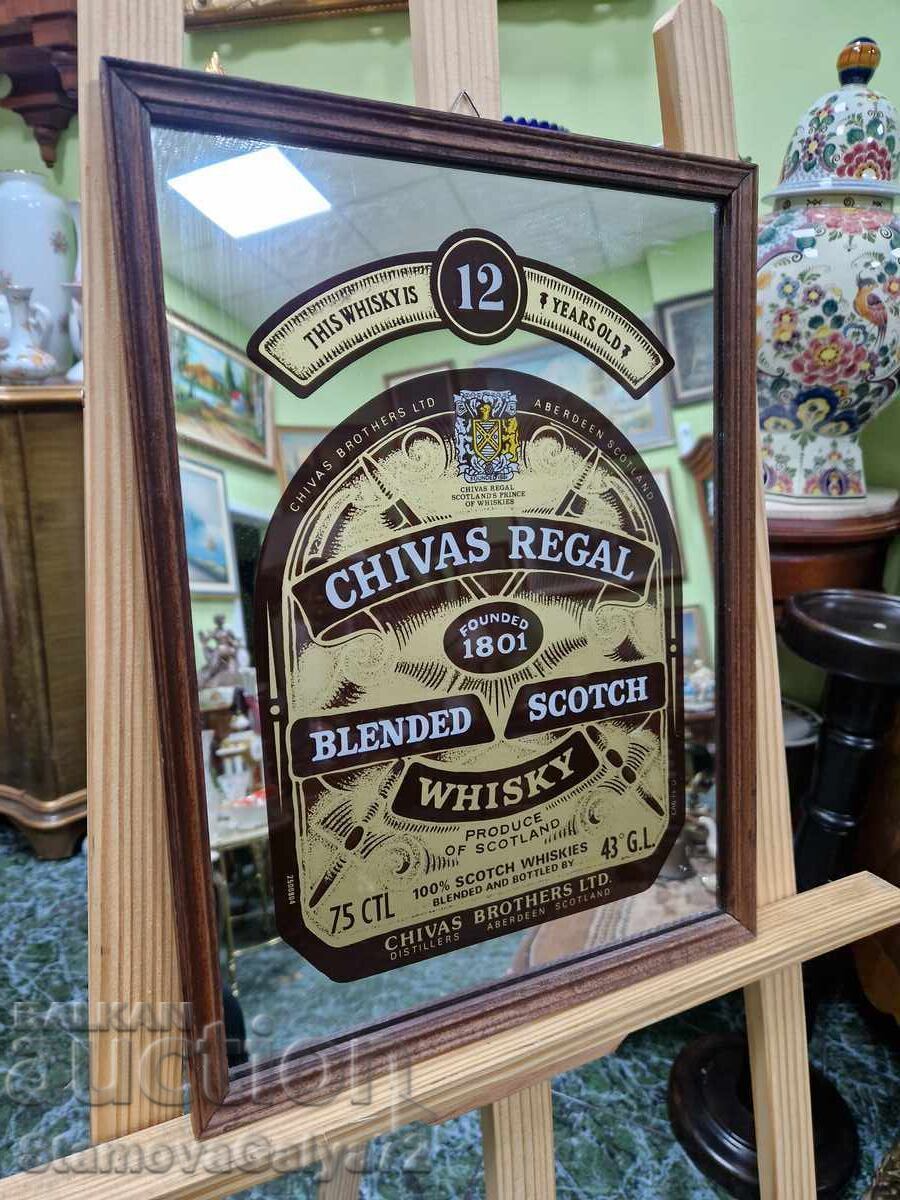 THIS WHISKY IS 12 YEARS OLD
CHIVAS BROTHERS LTD ABERDEEN SCOTLAND
CHIVAS REGAL
SCOTLAND'S PRINCE
OF WHISKIES
CHIVAS REGAL
FOUNDED
1801
BLENDED SCOTCH
WHISKY
PRODUCE
OF SCOTLAND
75 CTL 100% SCOTCH WHISKIES 43° G.L.
BLENDED AND BOTTLED BY
CHIVAS BROTHERS LTD.
DISTILLERS ABERDEEN SCOTLAND
2500804
BALKAN
auction
StamovaGalya72